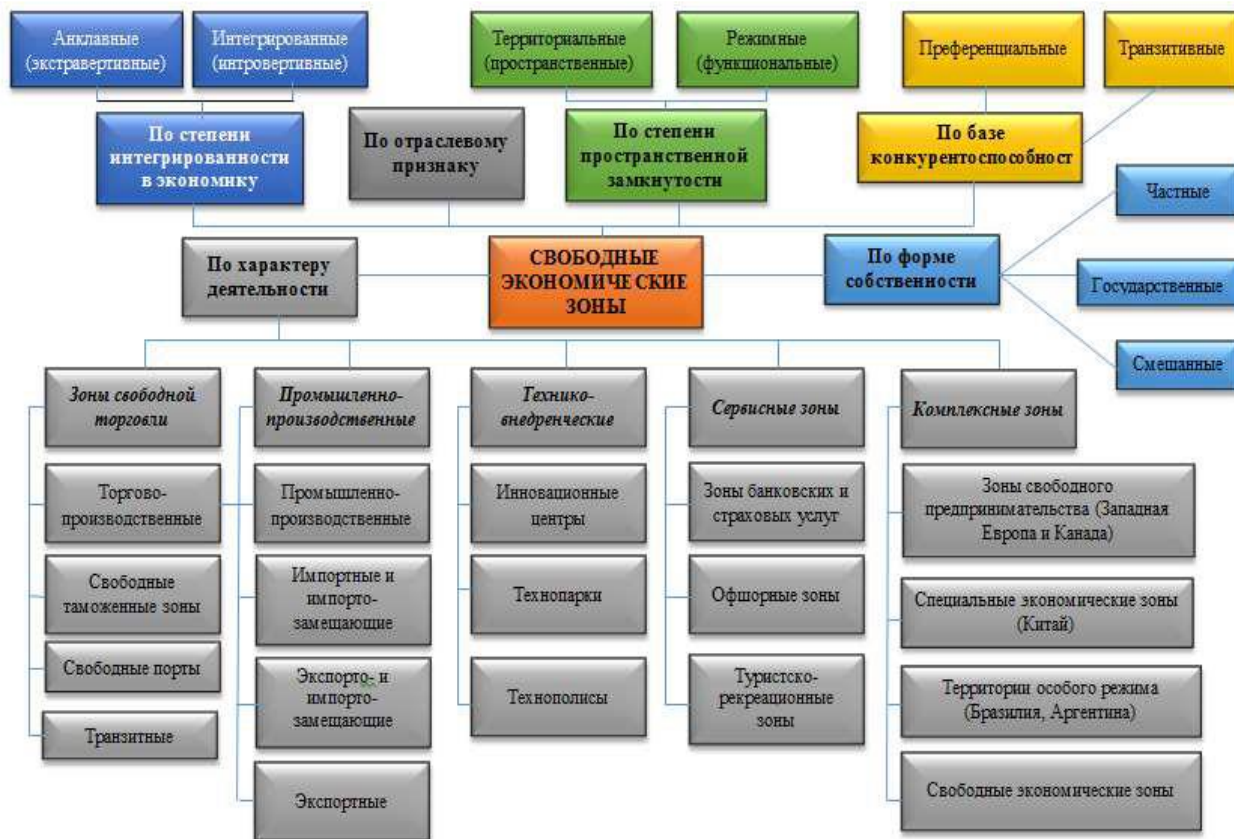 Анклавные
(экстравертивные)
Интегрированные
(интровертивные)
Территориальные
(пространственные)
Режимные
(функциональные)
Преференциальные
Транзитивные
По степени
интегрированности
в экономику
По отраслевому
признаку
По степени
пространственной
замкнутости
По базе
конкурентоспособност
Частные
По характеру
деятельности
СВОБОДНЫЕ
ЭКОНОМИЧЕСКИЕ
ЗОНЫ
По форме
собственности
Государственные
Смешанные
Зоны свободной
торговли
Торгово-
производственные
Свободные
таможенные зоны
Свободные порты
Транзитные
Промышленно-
производственные
Промышленно-
производственные
Импортные и
импорто-
замещающие
Экспорто- и
импорто-
замещающие
Экспортные
Технико-
внедренческие
Инновационные
центры
Технопарки
Технополисы
Сервисные зоны
Зоны банковских и
страховых услуг
Офшорные зоны
Туристско-
рекреационные
зоны
Комплексные зоны
Зоны свободного
предпринимательства (Западная
Европа и Канада)
Специальные экономические зоны
(Китай)
Территории особого режима
(Бразилия, Аргентина)
Свободные экономические зоны